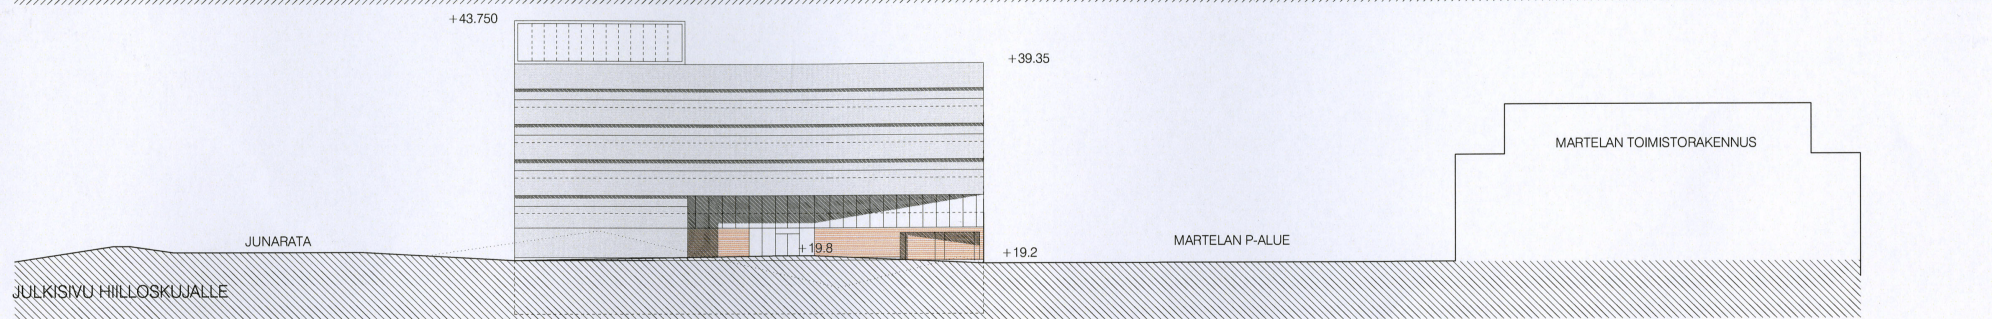 +43.750
+39.35
MARTELAN TOIMISTORAKENNUS
JUNARATA
+19.8
MARTELAN P-ALUE
+19.2
JULKISIVU HIILLOSKUJALLE